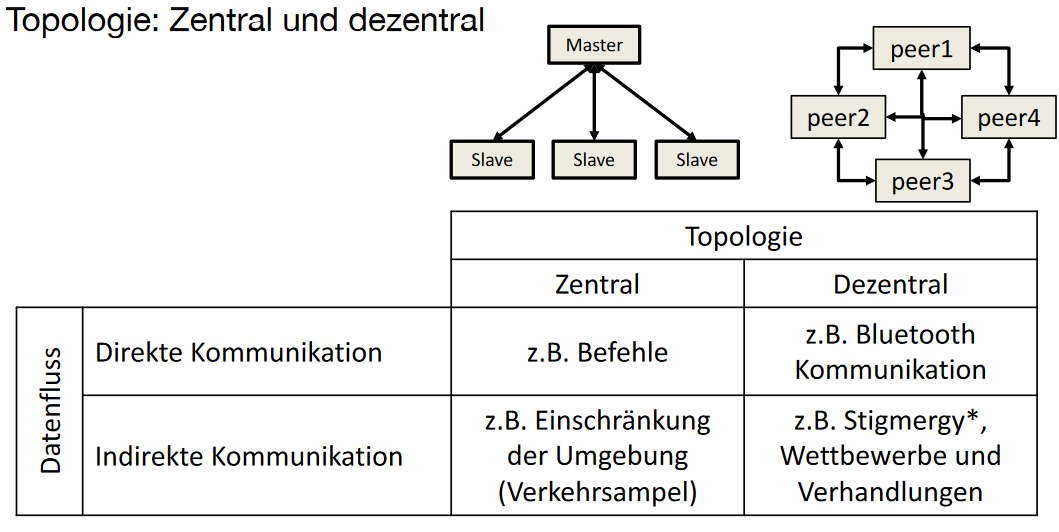 Topologie: Zentral und dezentral
Master
Slave
Slave
Slave
peer1
peer2
peer4
peer3
Topologie
Zentral
Dezentral
Datenfluss
Direkte Kommunikation
z.B. Befehle
z.B. Bluetooth
Kommunikation
Indirekte Kommunikation
z.B. Einschränkung
der Umgebung
(Verkehrsampel)
z.B. Stigmergy*,
Wettbewerbe und
Verhandlungen